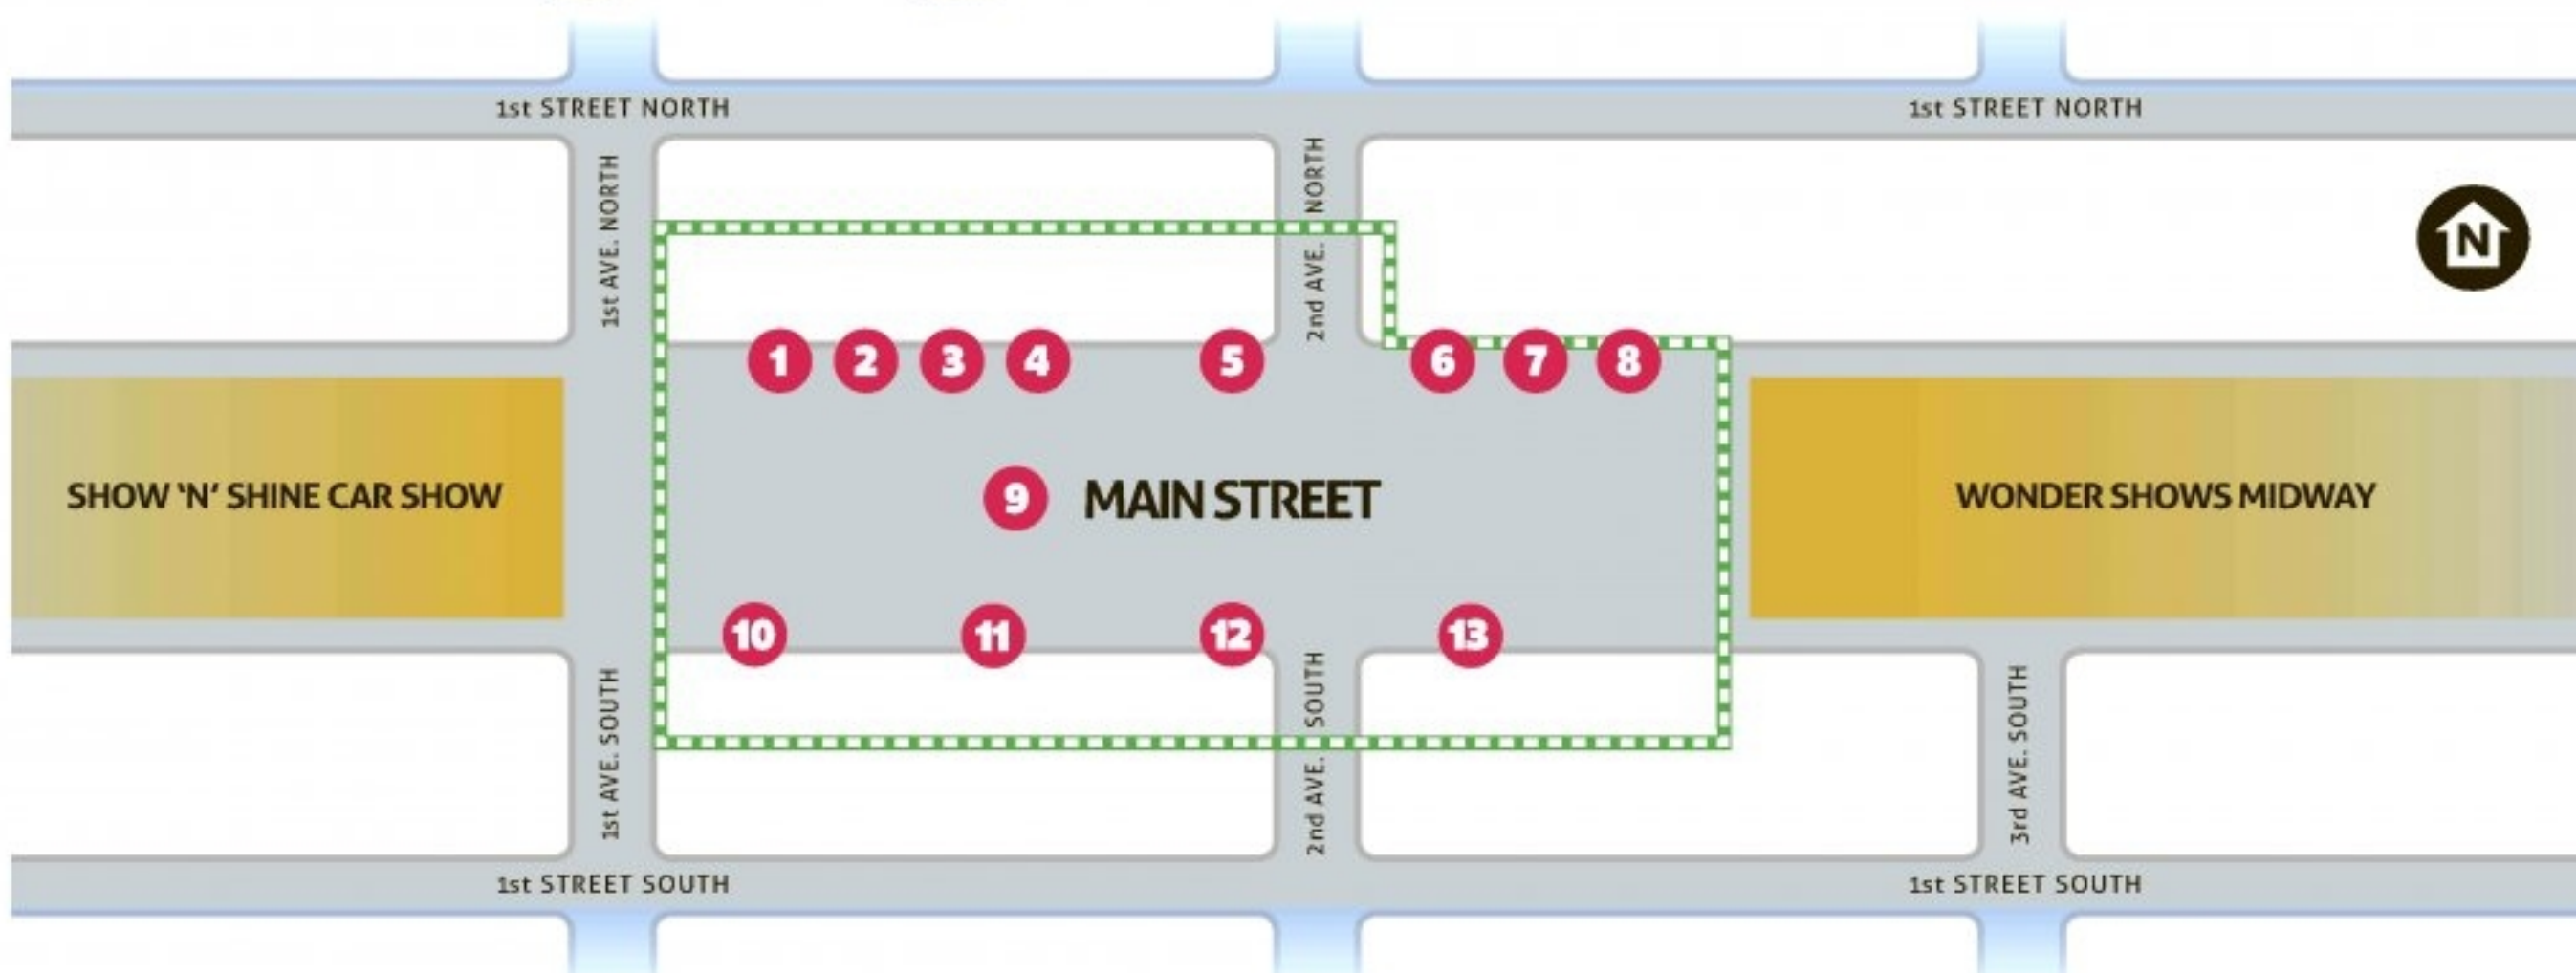 1st STREET NORTH
1st STREET NORTH
1st AVE. NORTH
2nd AVE. NORTH
N
1
2
3
4
5
6
7
8
SHOW 'N' SHINE CAR SHOW
9
MAIN STREET
WONDER SHOWS MIDWAY
10
11
12
13
1st AVE. SOUTH
2nd AVE. SOUTH
3rd AVE. SOUTH
1st STREET SOUTH
1st STREET SOUTH